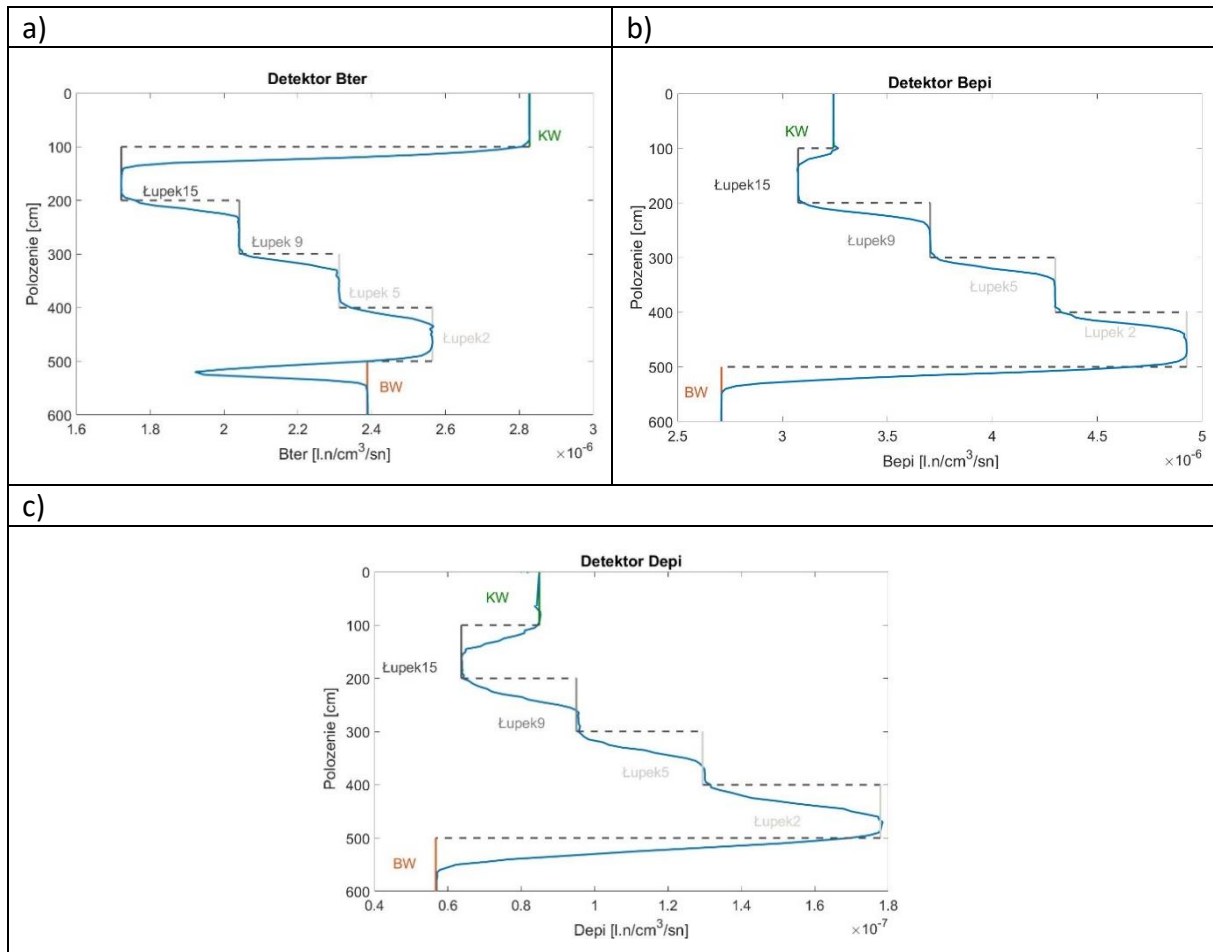 a)
b)
Detektor Bter
0
100
200
300
400
500
600
Polozenie [cm]
KW
Łupek15
Łupek 9
Łupek 5
Łupek2
BW
1.6 1.8 2 2.2 2.4 2.6 2.8 3
Bter [l.n/cm³/sn]
×10⁻⁶
Detektor Bepi
0
100
200
300
400
500
600
Polozenie [cm]
KW
Łupek15
Łupek9
Łupek5
Łupek 2
BW
2.5 3 3.5 4 4.5 5
Bepi [l.n/cm³/sn]
×10⁻⁶
c)
Detektor Depi
0
100
200
300
400
500
600
Polozenie [cm]
KW
Łupek15
Łupek9
Łupek5
Łupek2
BW
0.4 0.6 0.8 1 1.2 1.4 1.6 1.8
Depi [l.n/cm³/sn]
×10⁻⁷